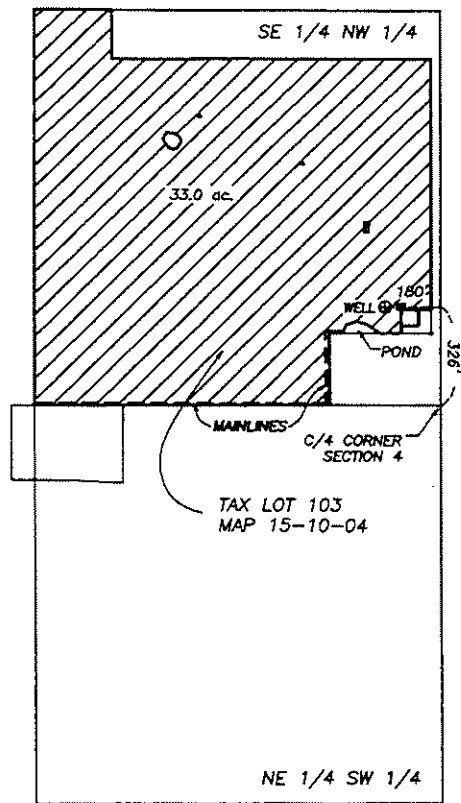 SE 1/4 NW 1/4
33.0 ac.
180'
WELL
POND
326'
MAINLINES
C/4 CORNER
SECTION 4
TAX LOT 103
MAP 15-10-04
NE 1/4 SW 1/4